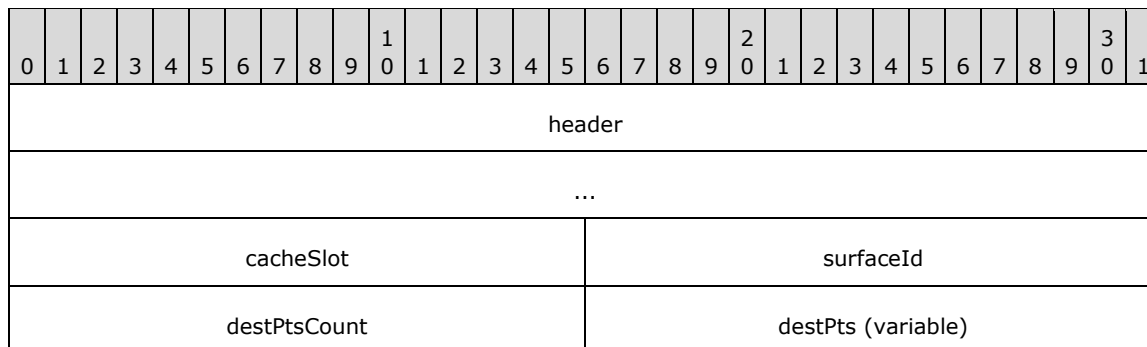 1 2 3
0 1 2 3 4 5 6 7 8 9 0 1 2 3 4 5 6 7 8 9 0 1 2 3 4 5 6 7 8 9 0 1
header
...
cacheSlot surfaceId
destPtsCount destPts (variable)